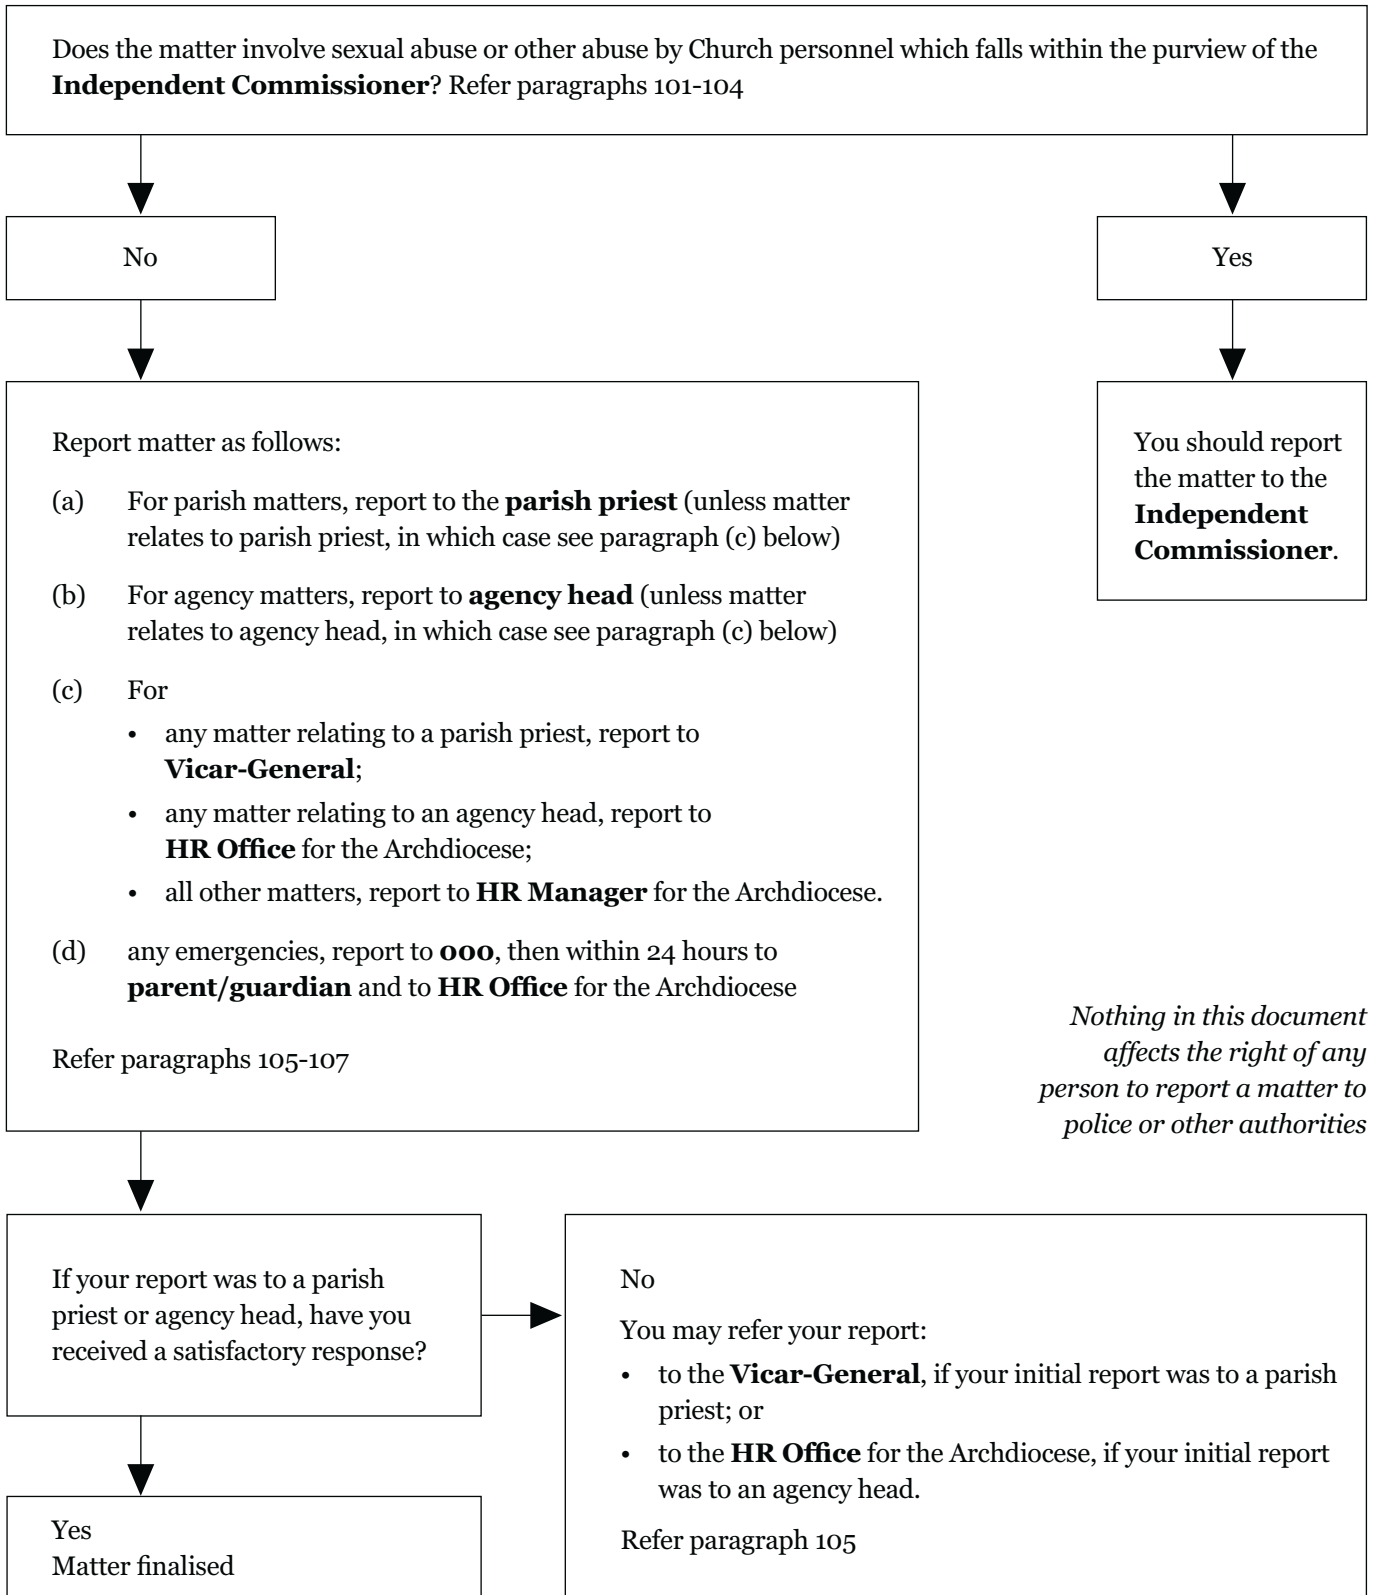 Does the matter involve sexual abuse or other abuse by Church personnel which falls within the purview of the
Independent Commissioner? Refer paragraphs 101-104
No
Yes
Report matter as follows:
(a) For parish matters, report to the parish priest (unless matter
relates to parish priest, in which case see paragraph (c) below)
(b) For agency matters, report to agency head (unless matter
relates to agency head, in which case see paragraph (c) below)
(c) For
• any matter relating to a parish priest, report to
Vicar-General;
• any matter relating to an agency head, report to
HR Office for the Archdiocese;
• all other matters, report to HR Manager for the Archdiocese.
(d) any emergencies, report to 000, then within 24 hours to
parent/guardian and to HR Office for the Archdiocese
Refer paragraphs 105-107
You should report
the matter to the
Independent
Commissioner.
Nothing in this document
affects the right of any
person to report a matter to
police or other authorities
If your report was to a parish
priest or agency head, have you
received a satisfactory response?
No
You may refer your report:
• to the Vicar-General, if your initial report was to a parish
priest; or
• to the HR Office for the Archdiocese, if your initial report
was to an agency head.
Refer paragraph 105
Yes
Matter finalised